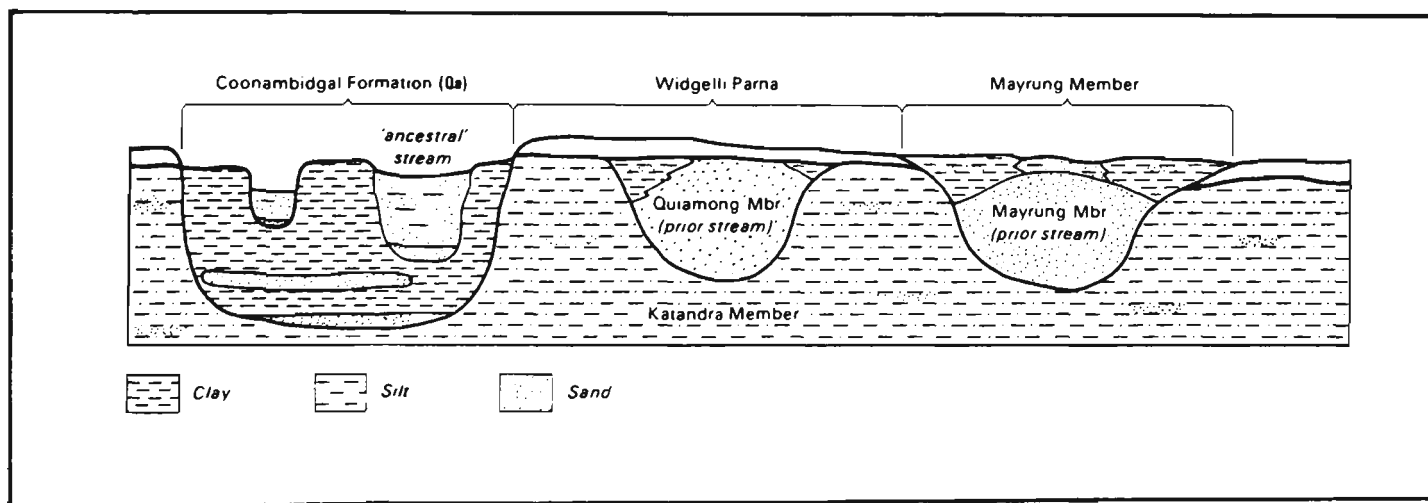 Coonambidgal Formation (Qa)
Widgelli Parna
Mayrung Member
'ancestral'
stream
Quiamong Mbr
(prior stream)
Mayrung Mbr
(prior stream)
Katandra Member
Clay
Silt
Sand